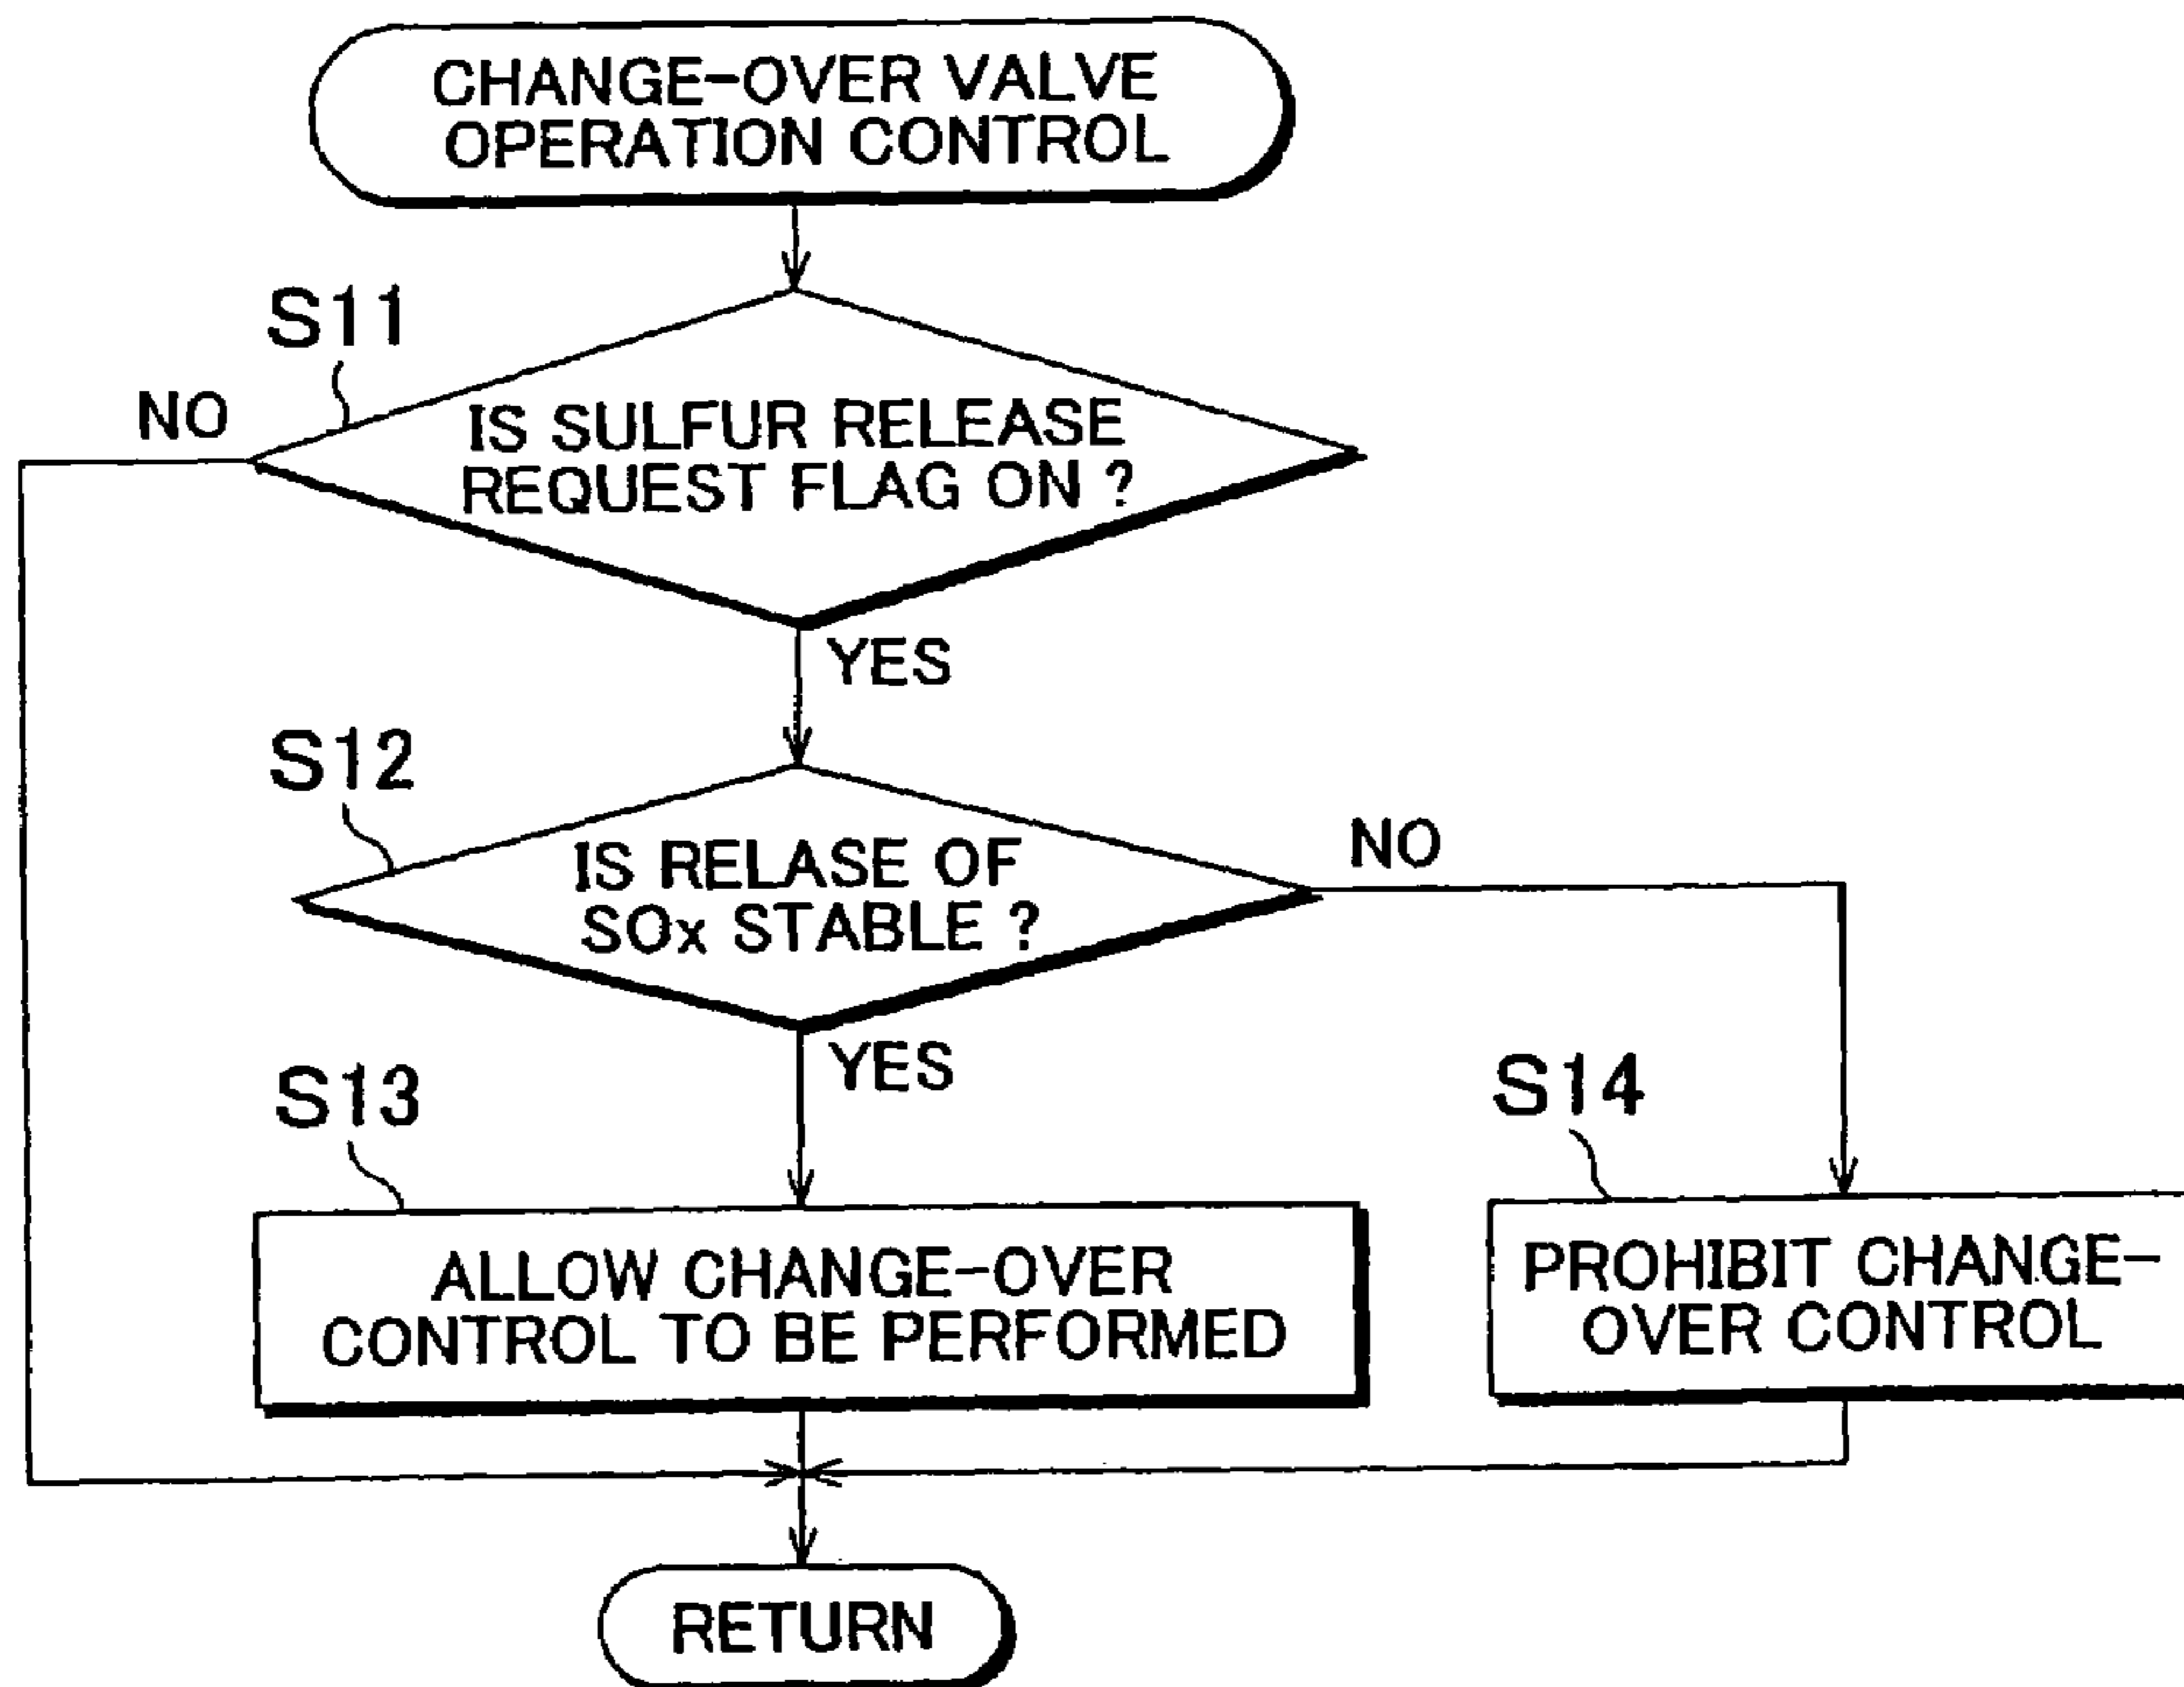 CHANGE-OVER VALVE
OPERATION CONTROL
S11
NO
IS SULFUR RELEASE
REQUEST FLAG ON ?
YES
S12
IS RELASE OF
SOx STABLE ?
NO
YES
S13
ALLOW CHANGE-OVER
CONTROL TO BE PERFORMED
S14
PROHIBIT CHANGE-
OVER CONTROL
RETURN